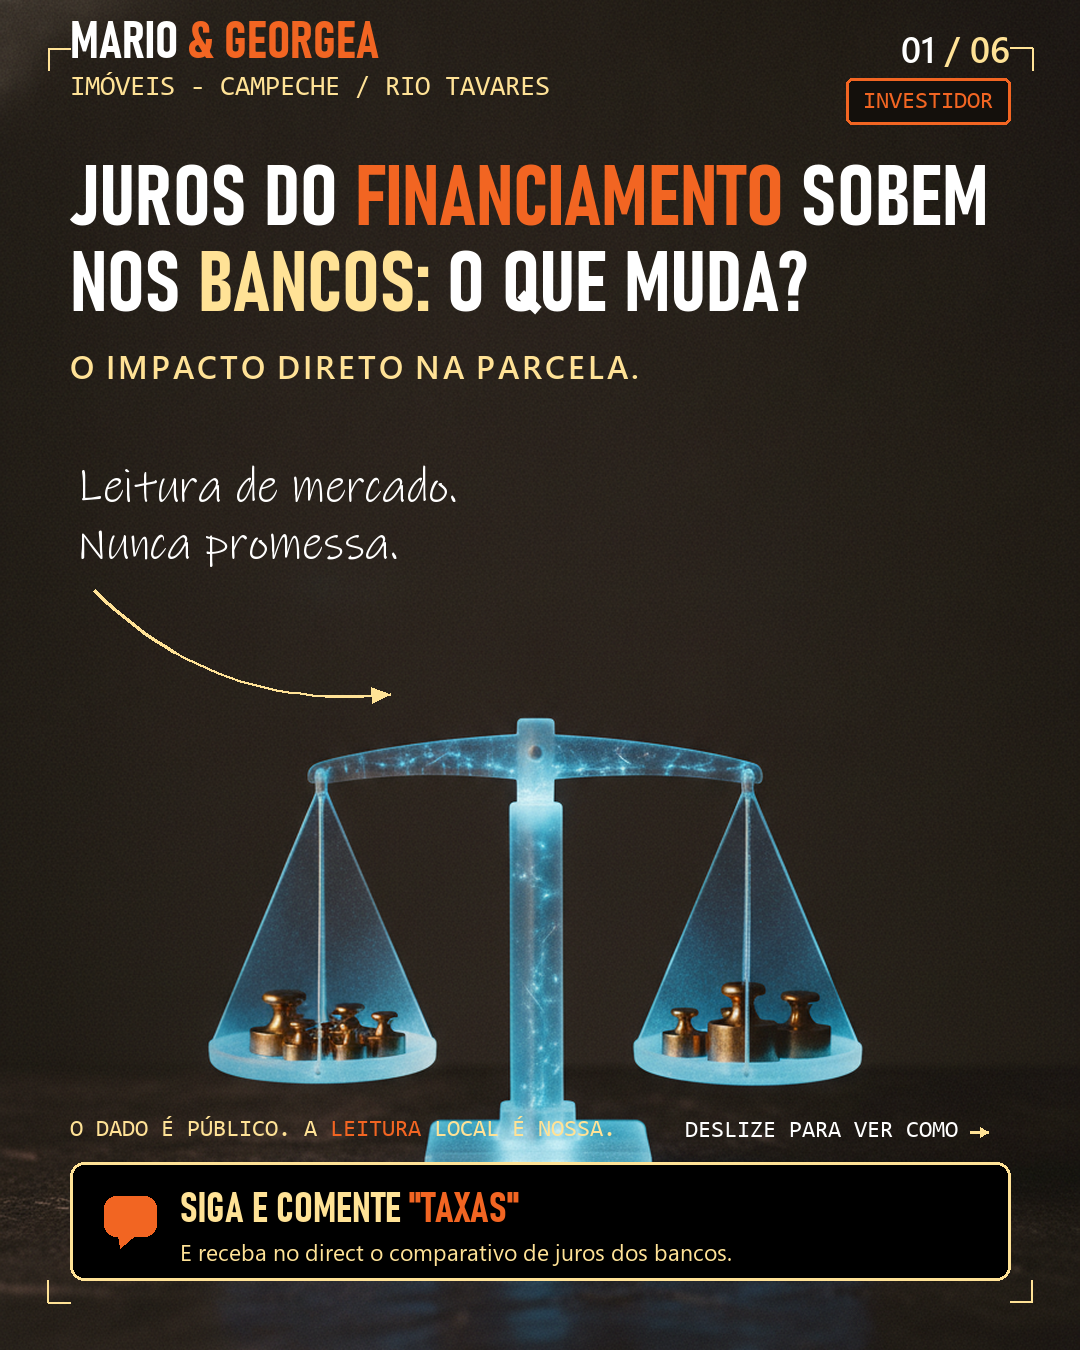 MARIO & GEORGEA
IMÓVEIS - CAMPECHE / RIO TAVARES
01 / 06
INVESTIDOR
JUROS DO FINANCIAMENTO SOBEM
NOS BANCOS: O QUE MUDA?
O IMPACTO DIRETO NA PARCELA.
Leitura de mercado.
Nunca promessa.
O DADO É PÚBLICO. A LEITURA LOCAL É NOSSA.
DESLIZE PARA VER COMO →
SIGA E COMENTE "TAXAS"
E receba no direct o comparativo de juros dos bancos.